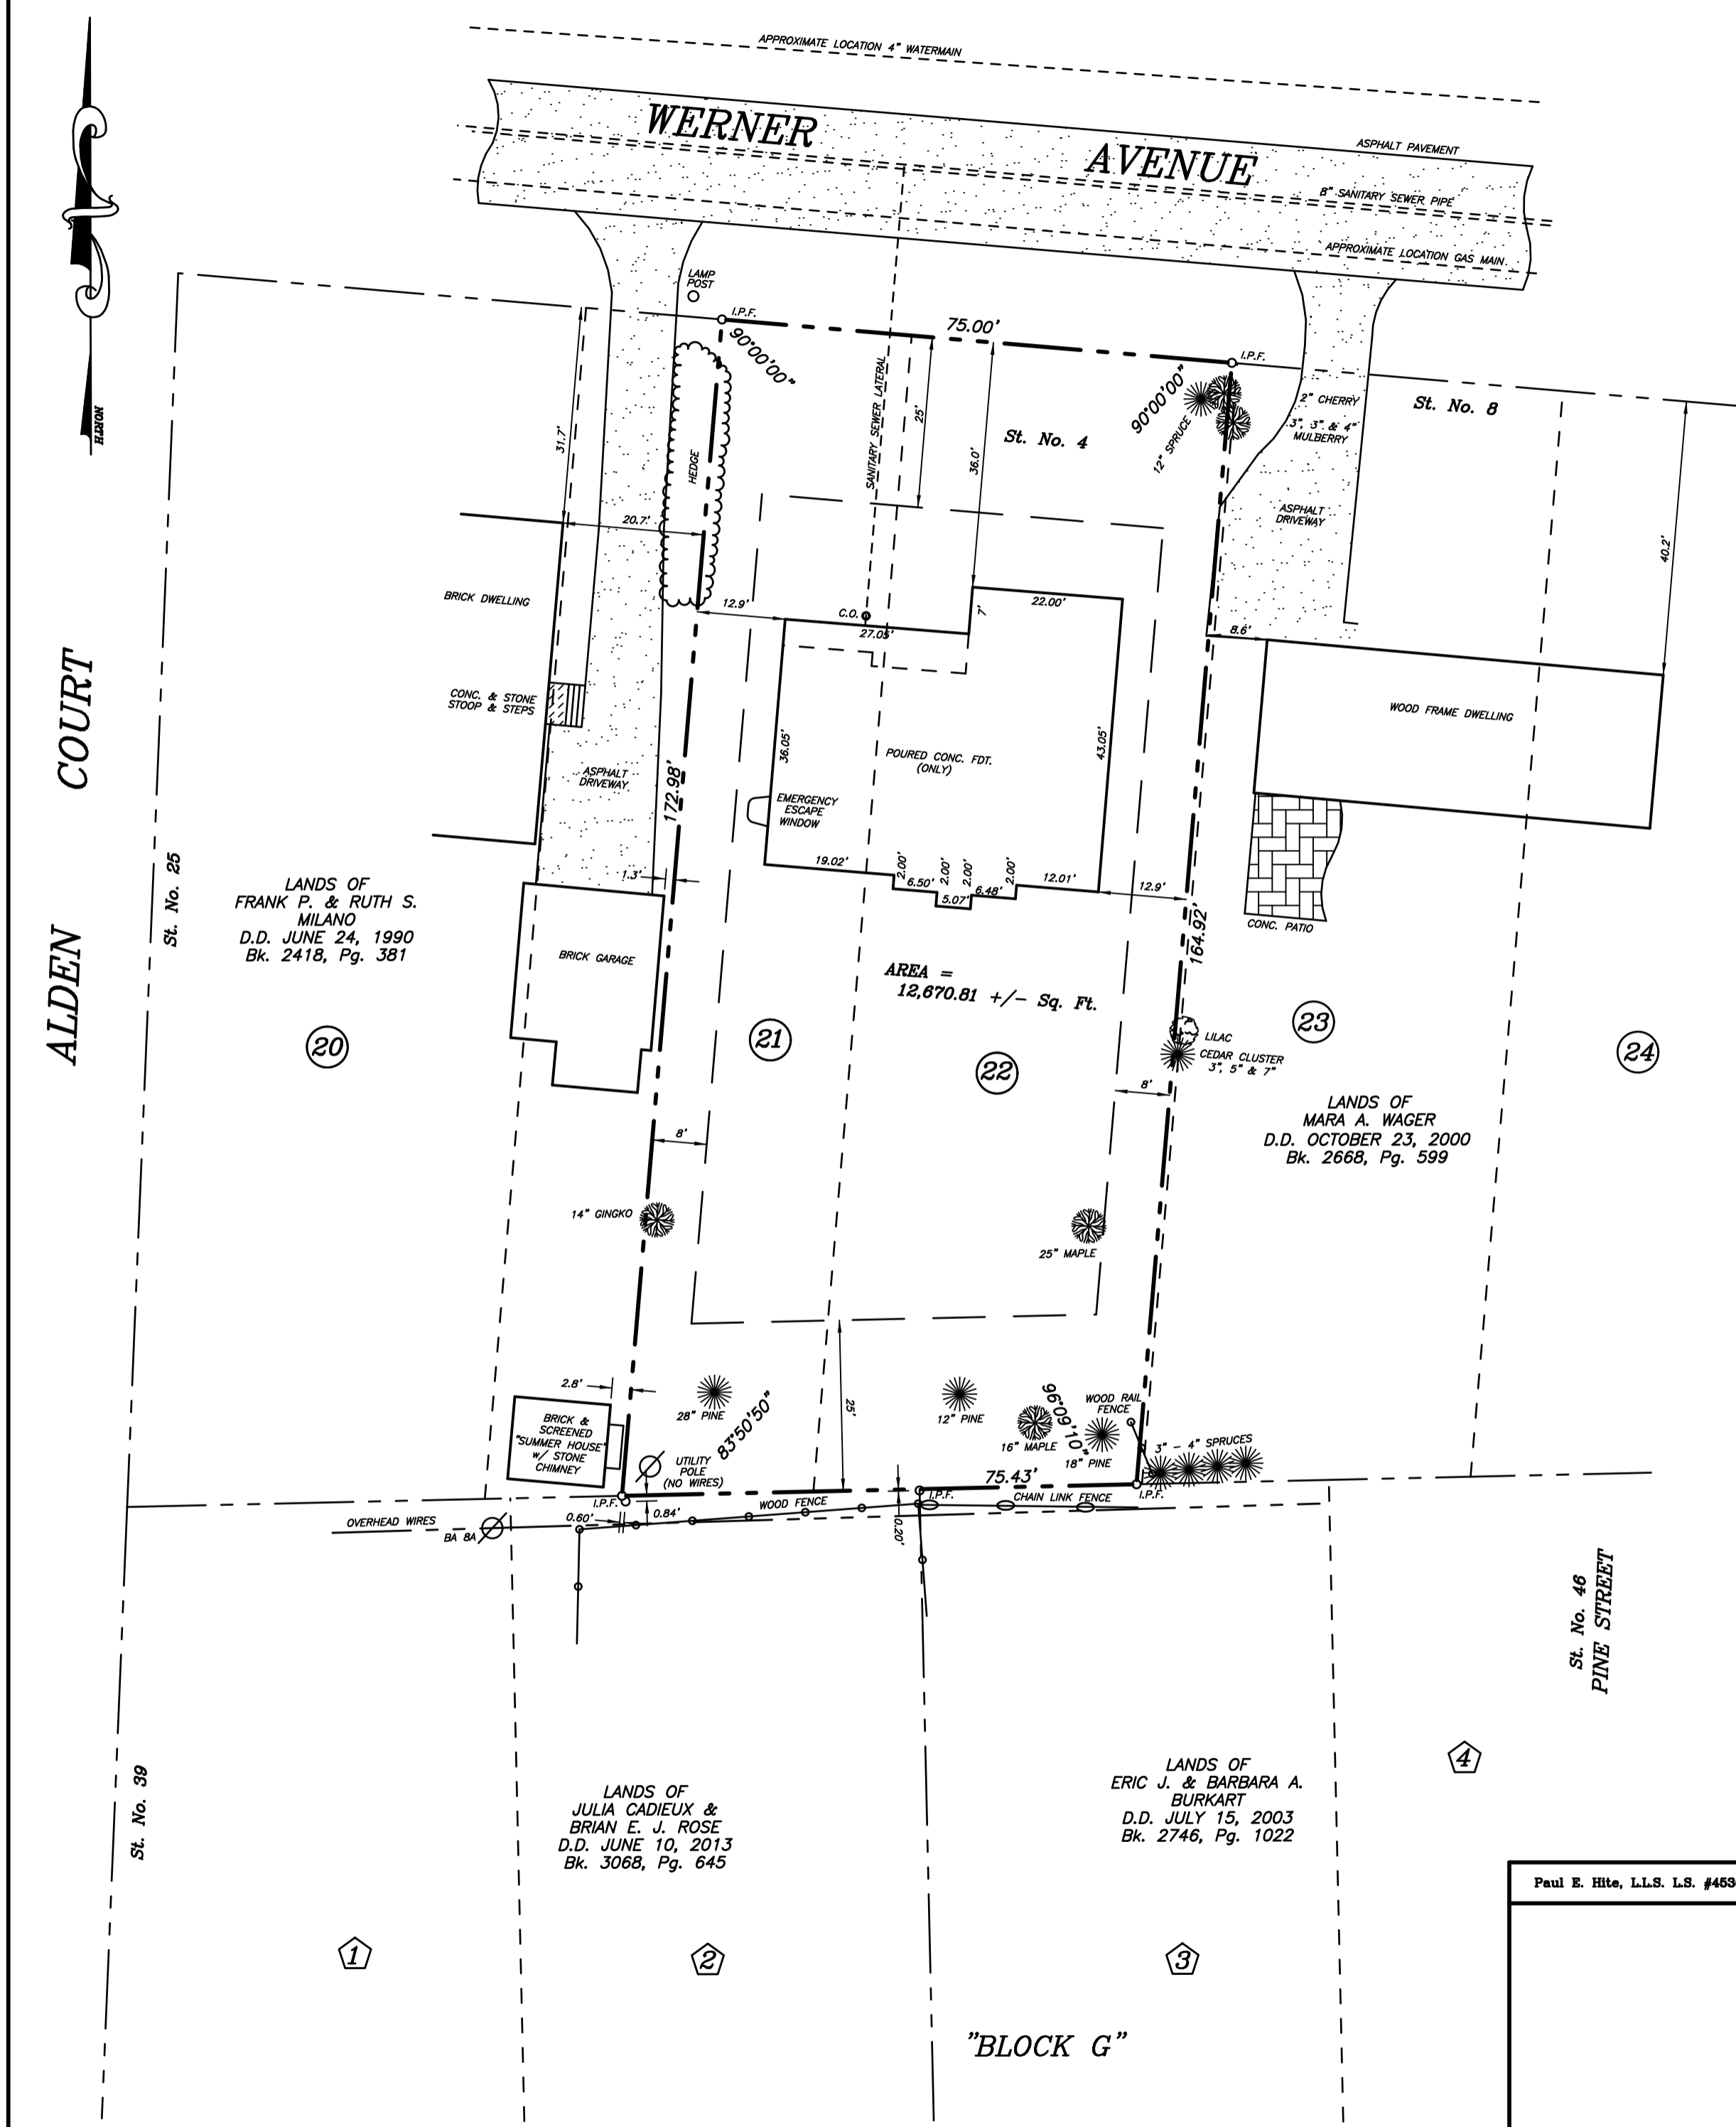 APPROXIMATE LOCATION 4" WATERMAIN
WERNER AVENUE
ASPHALT PAVEMENT
8" SANITARY SEWER PIPE
APPROXIMATE LOCATION GAS MAIN
NORTH
LAMP
POST
I.P.F.
75.00'
I.P.F.
90°00'00"
90°00'00"
SANITARY SEWER LATERAL
25'
36.0'
St. No. 4
12" SPRUCE
2" CHERRY
3", 3" & 4"
MULBERRY
St. No. 8
31.7'
HEDGE
20.7'
ASPHALT
DRIVEWAY
40.2'
BRICK DWELLING
12.9'
C.O.
27.05'
7'
22.00'
8.6'
CONC. & STONE
STOOP & STEPS
WOOD FRAME DWELLING
ALDEN COURT
36.05'
POURED CONC. FDT.
(ONLY)
43.05'
ASPHALT
DRIVEWAY
172.98'
EMERGENCY
ESCAPE
WINDOW
19.02'
2.00'
6.50'
2.00'
5.07'
2.00'
6.48'
2.00'
12.01'
12.9'
1.3'
St. No. 25
LANDS OF
FRANK P. & RUTH S.
MILANO
D.D. JUNE 24, 1990
Bk. 2418, Pg. 381
164.92'
CONC. PATIO
BRICK GARAGE
AREA =
12,670.81 +/- Sq. Ft.
20
21
22
23
24
LILAC
CEDAR CLUSTER
3", 5" & 7"
8'
8'
LANDS OF
MARA A. WAGER
D.D. OCTOBER 23, 2000
Bk. 2668, Pg. 599
14" GINGKO
25" MAPLE
2.8'
28" PINE
83°50'50"
25'
12" PINE
16" MAPLE
96°09'10"
WOOD RAIL
FENCE
18" PINE
3" - 4" SPRUCES
BRICK &
SCREENED
"SUMMER HOUSE"
w/ STONE
CHIMNEY
UTILITY
POLE
(NO WIRES)
75.43'
I.P.F.
WOOD FENCE
I.P.F.
CHAIN LINK FENCE
I.P.F.
OVERHEAD WIRES
BA 8A
0.60'
0.84'
0.20'
St. No. 46
PINE STREET
St. No. 39
LANDS OF
JULIA CADIEUX &
BRIAN E. J. ROSE
D.D. JUNE 10, 2013
Bk. 3068, Pg. 645
LANDS OF
ERIC J. & BARBARA A.
BURKART
D.D. JULY 15, 2003
Bk. 2746, Pg. 1022
4
Paul E. Hite, L.L.S. L.S. #453
1
2
3
"BLOCK G"